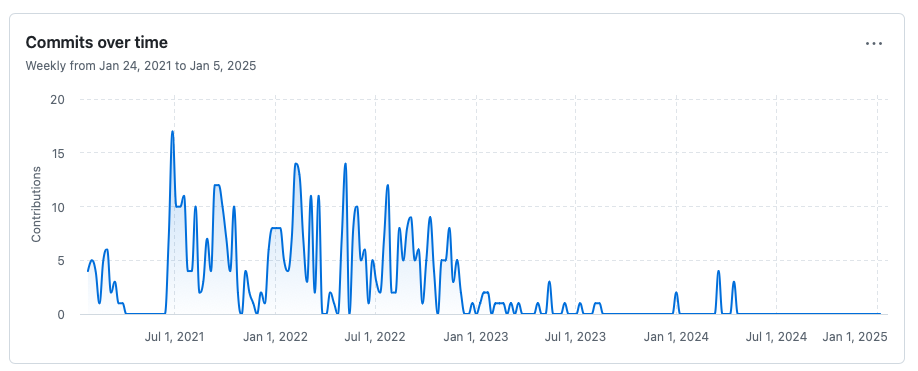 Commits over time
Weekly from Jan 24, 2021 to Jan 5, 2025
Contributions
20
15
10
5
0
Jul 1, 2021 Jan 1, 2022 Jul 1, 2022 Jan 1, 2023 Jul 1, 2023 Jan 1, 2024 Jul 1, 2024 Jan 1, 2025